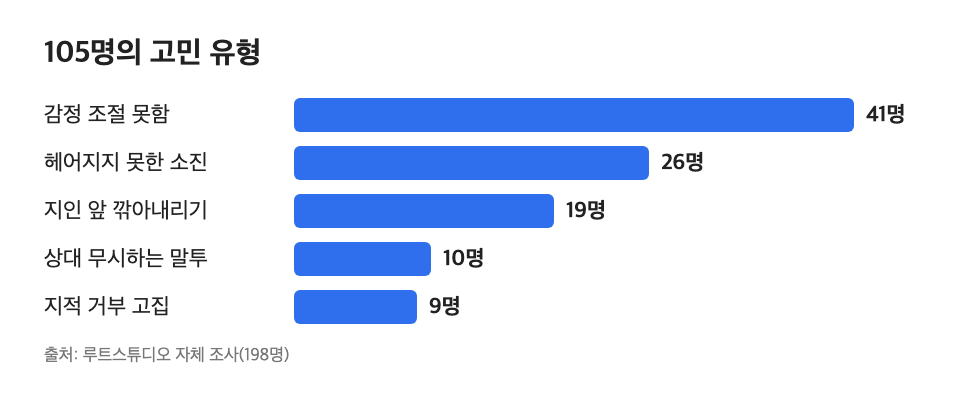 105명의 고민 유형
감정 조절 못함 41명
헤어지지 못한 소진 26명
지인 앞 깎아내리기 19명
상대 무시하는 말투 10명
지적 거부 고집 9명
출처: 루트스튜디오 자체 조사(198명)